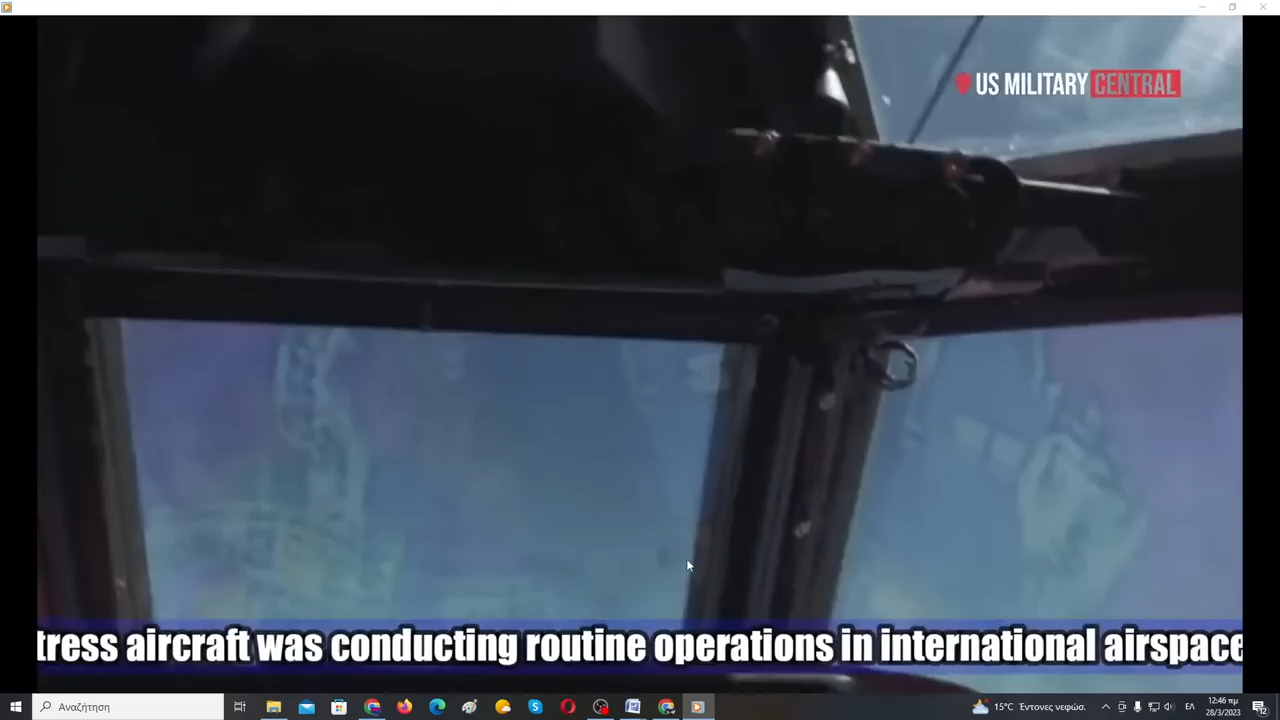 US MILITARY CENTRAL
tress aircraft was conducting routine operations in international airspace
Αναζήτηση
15°C Έντονες νεφώσ.
ΕΛ
12:46 πμ
28/3/2023
12